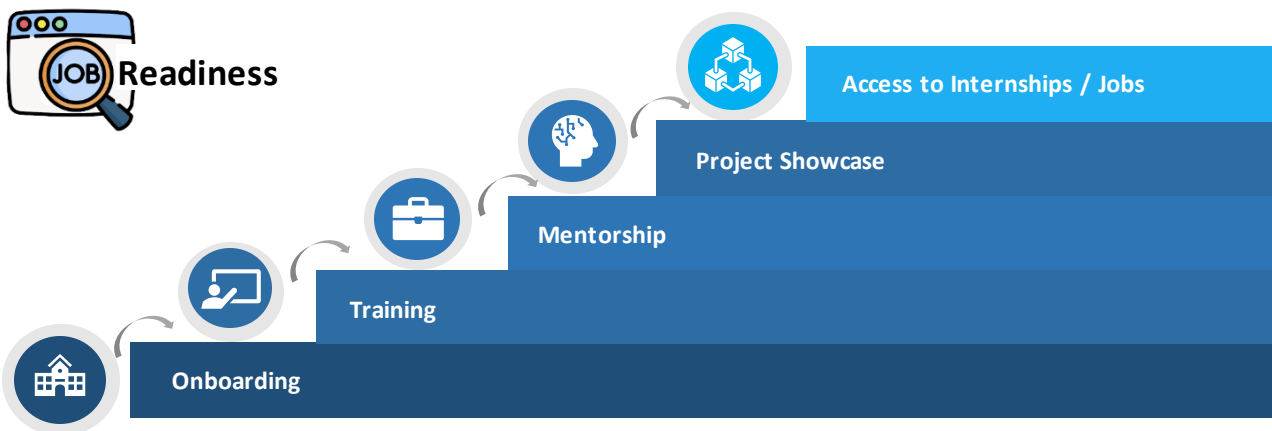 JOB Readiness
Access to Internships / Jobs
Project Showcase
Mentorship
Training
Onboarding